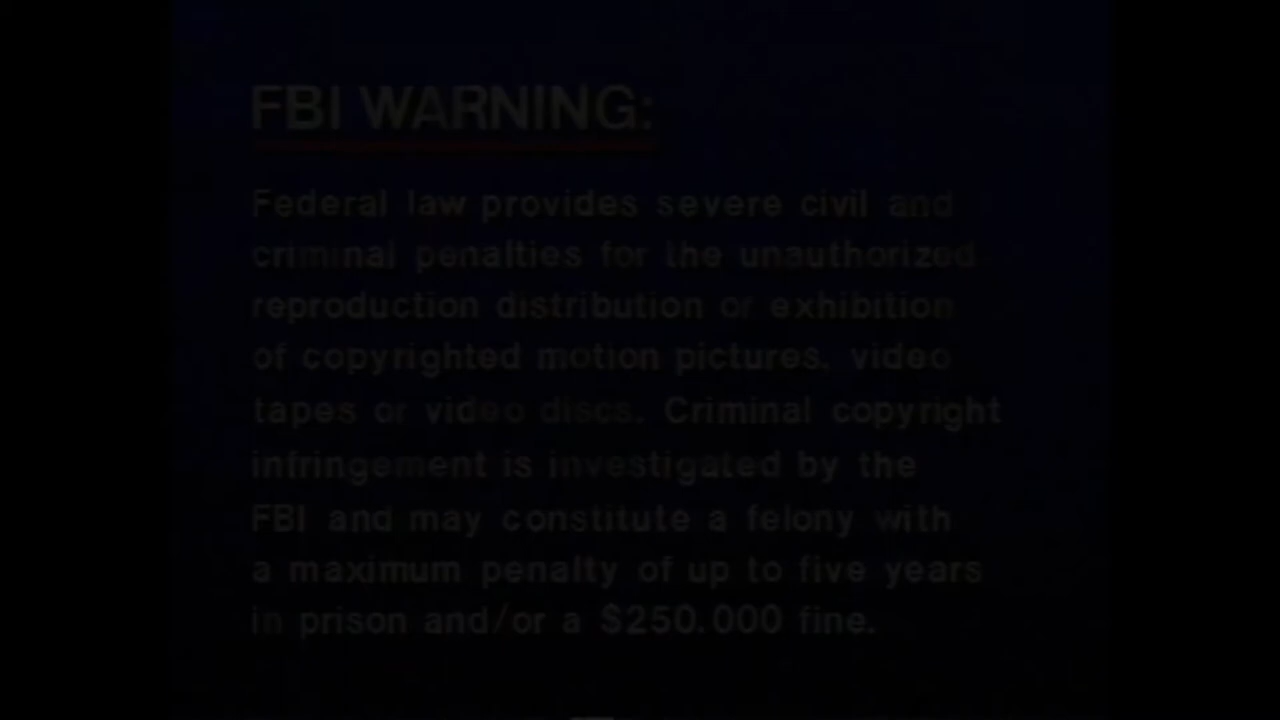 FBI WARNING:
Federal law provides severe civil and
criminal penalties for the unauthorized
reproduction distribution or exhibition
of copyrighted motion pictures. video
tapes or video discs. Criminal copyright
infringement is investigated by the
FBI and may constitute a felony with
a maximum penalty of up to five years
in prison and/or a $250.000 fine.